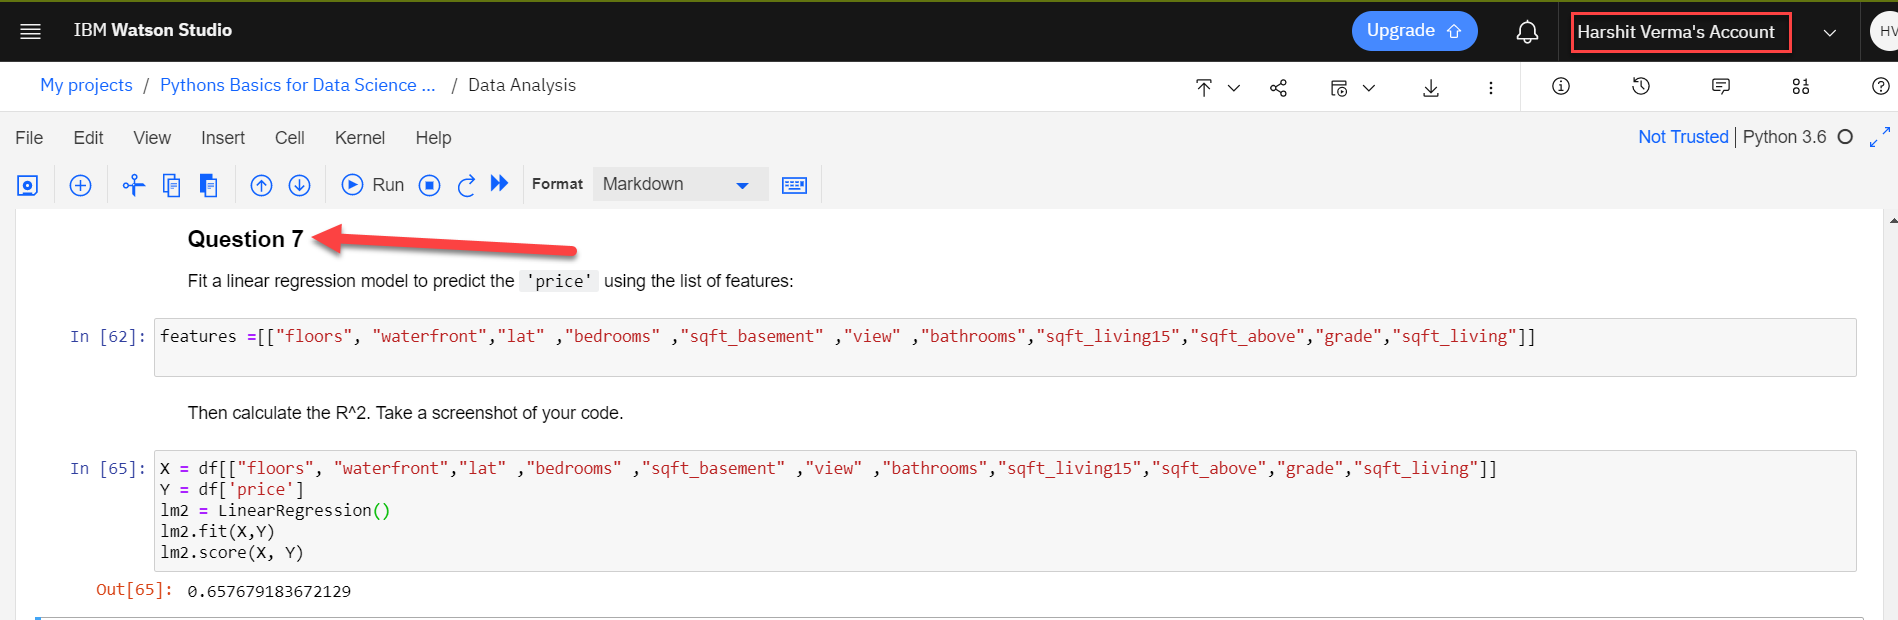 IBM Watson Studio
Upgrade
Harshit Verma's Account
HV
My projects / Pythons Basics for Data Science ... / Data Analysis
File Edit View Insert Cell Kernel Help
Not Trusted | Python 3.6
Run
Format
Markdown
Question 7
Fit a linear regression model to predict the 'price' using the list of features:
In [62]: features =[["floors", "waterfront","lat" ,"bedrooms" ,"sqft_basement" ,"view" ,"bathrooms","sqft_living15","sqft_above","grade","sqft_living"]]
Then calculate the R^2. Take a screenshot of your code.
In [65]: X = df[["floors", "waterfront","lat" ,"bedrooms" ,"sqft_basement" ,"view" ,"bathrooms","sqft_living15","sqft_above","grade","sqft_living"]]
Y = df['price']
lm2 = LinearRegression()
lm2.fit(X,Y)
lm2.score(X, Y)
Out[65]: 0.657679183672129